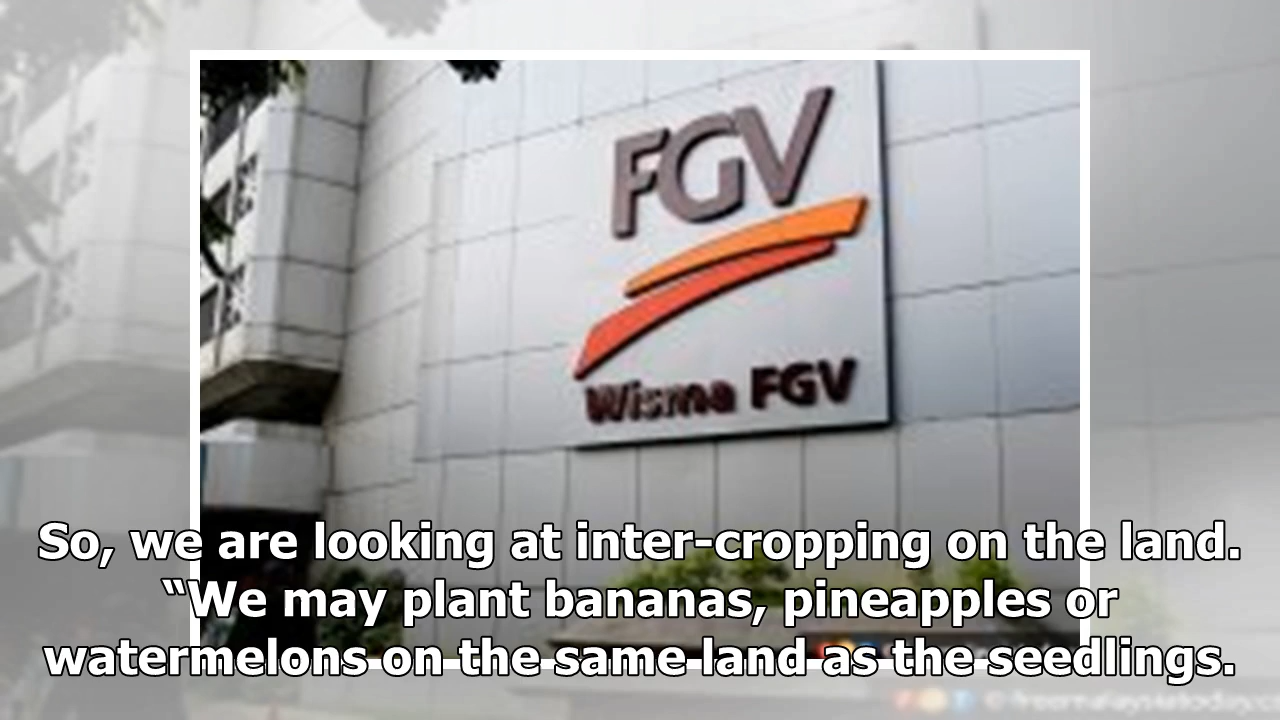 FGV
Wisma FGV
So, we are looking at inter-cropping on the land.
“We may plant bananas, pineapples or
watermelons on the same land as the seedlings.